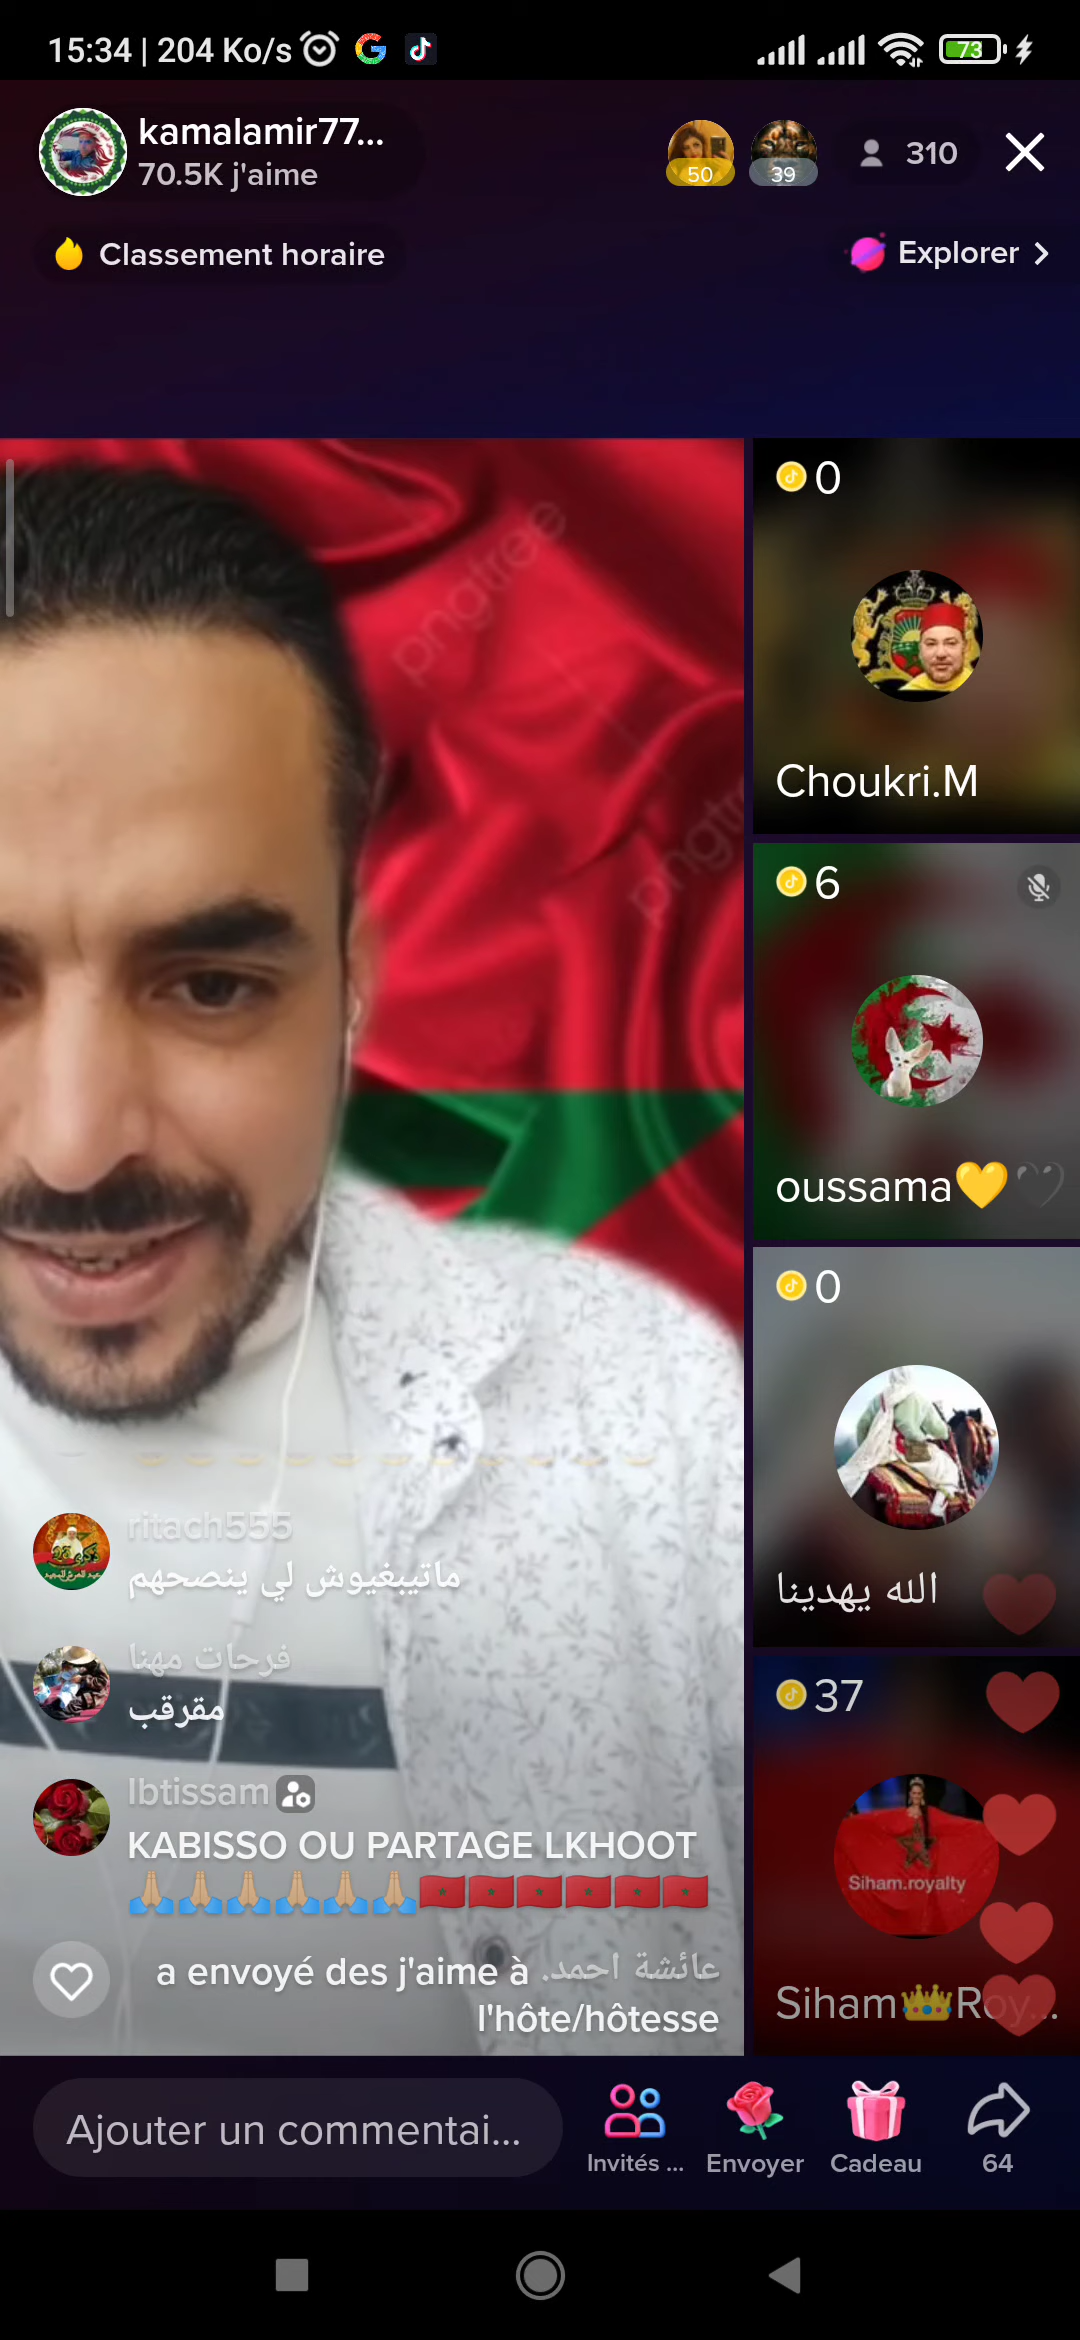 15:34 | 204 Ko/s
73
kamalamir77...
70.5K j'aime
50
39
310
Classement horaire
Explorer
pngtree
0
Choukri.M
6
oussama💛🖤
0
الله يهدينا
37
Siham.royalty
Siham👑Roy...
ritach555
ماتيبغيوش لي ينصحهم
فرحات مهنا
مقرقب
Ibtissam
KABISSO OU PARTAGE LKHOOT
🙏🏼🙏🏼🙏🏼🙏🏼🙏🏼🙏🏼🇲🇦🇲🇦🇲🇦🇲🇦🇲🇦🇲🇦
عائشة احمد. a envoyé des j'aime à
l'hôte/hôtesse
Ajouter un commentai...
Invités ...
Envoyer
Cadeau
64